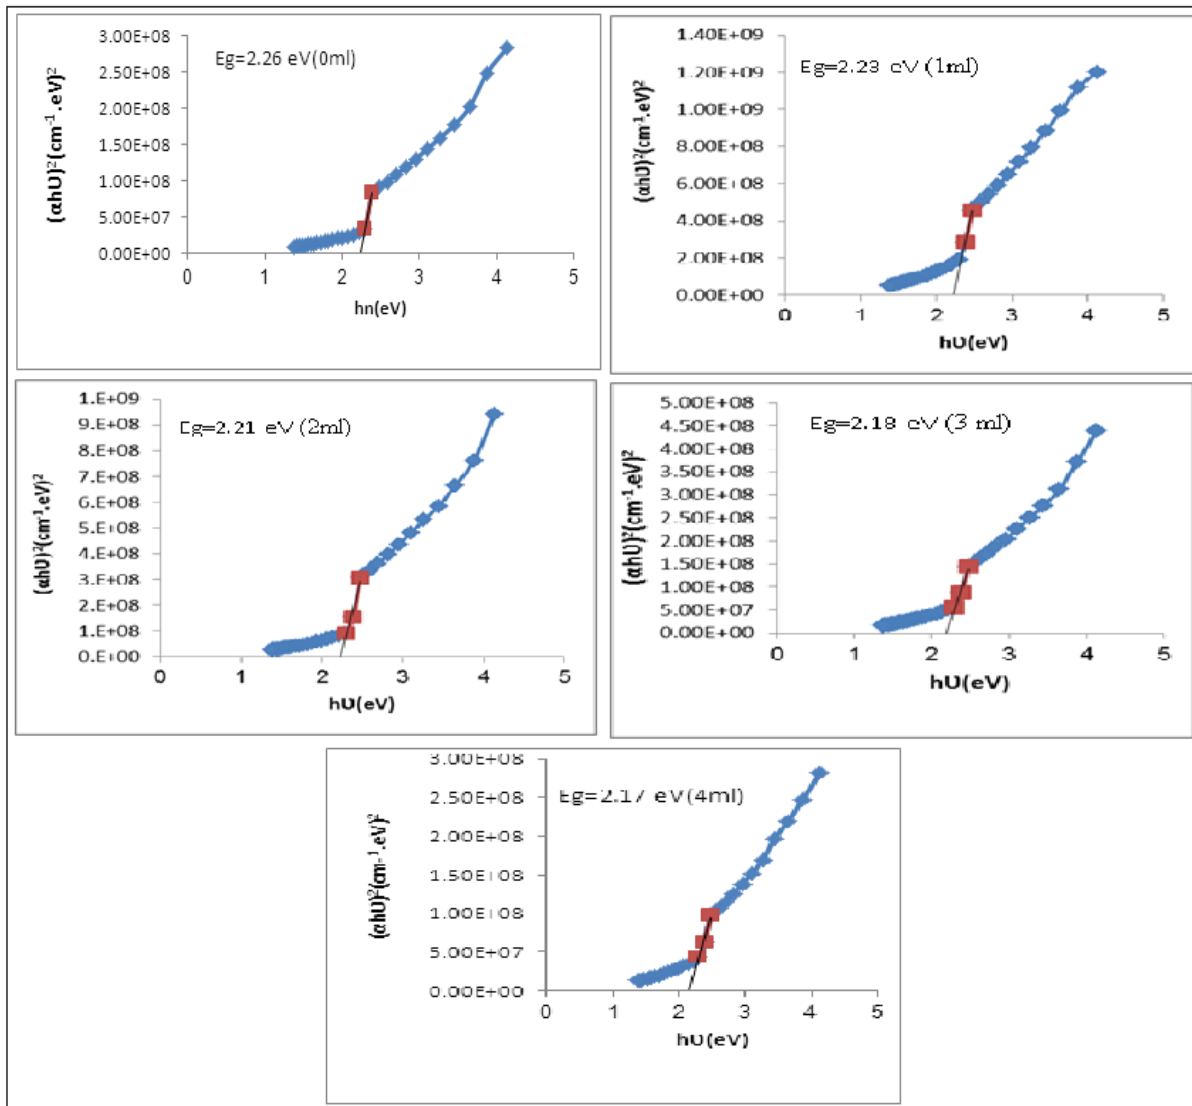 3.00E+08
2.50E+08
2.00E+08
1.50E+08
1.00E+08
5.00E+07
0.00E+00
(αhU)²(cm⁻¹.eV)²
Eg=2.26 eV(0ml)
0 1 2 3 4 5
hn(eV)
1.40E+09
1.20E+09
1.00E+09
8.00E+08
6.00E+08
4.00E+08
2.00E+08
0.00E+00
(αhU)²(cm⁻¹.eV)²
Eg=2.23 eV (1ml)
0 1 2 3 4 5
hU(eV)
1.E+09
9.E+08
8.E+08
7.E+08
6.E+08
5.E+08
4.E+08
3.E+08
2.E+08
1.E+08
0.E+00
(αhU)²(cm⁻¹.eV)²
Eg=2.21 eV (2ml)
0 1 2 3 4 5
hU(eV)
5.00E+08
4.50E+08
4.00E+08
3.50E+08
3.00E+08
2.50E+08
2.00E+08
1.50E+08
1.00E+08
5.00E+07
0.00E+00
(αhU)²(cm⁻¹.eV)²
Eg=2.18 eV (3 ml)
0 1 2 3 4 5
hU(eV)
3.00E+08
2.50E+08
2.00E+08
1.50E+08
1.00E+08
5.00E+07
0.00E+00
(αhU)²(cm⁻¹.eV)²
Eg=2.17 eV(4ml)
0 1 2 3 4 5
hU(eV)